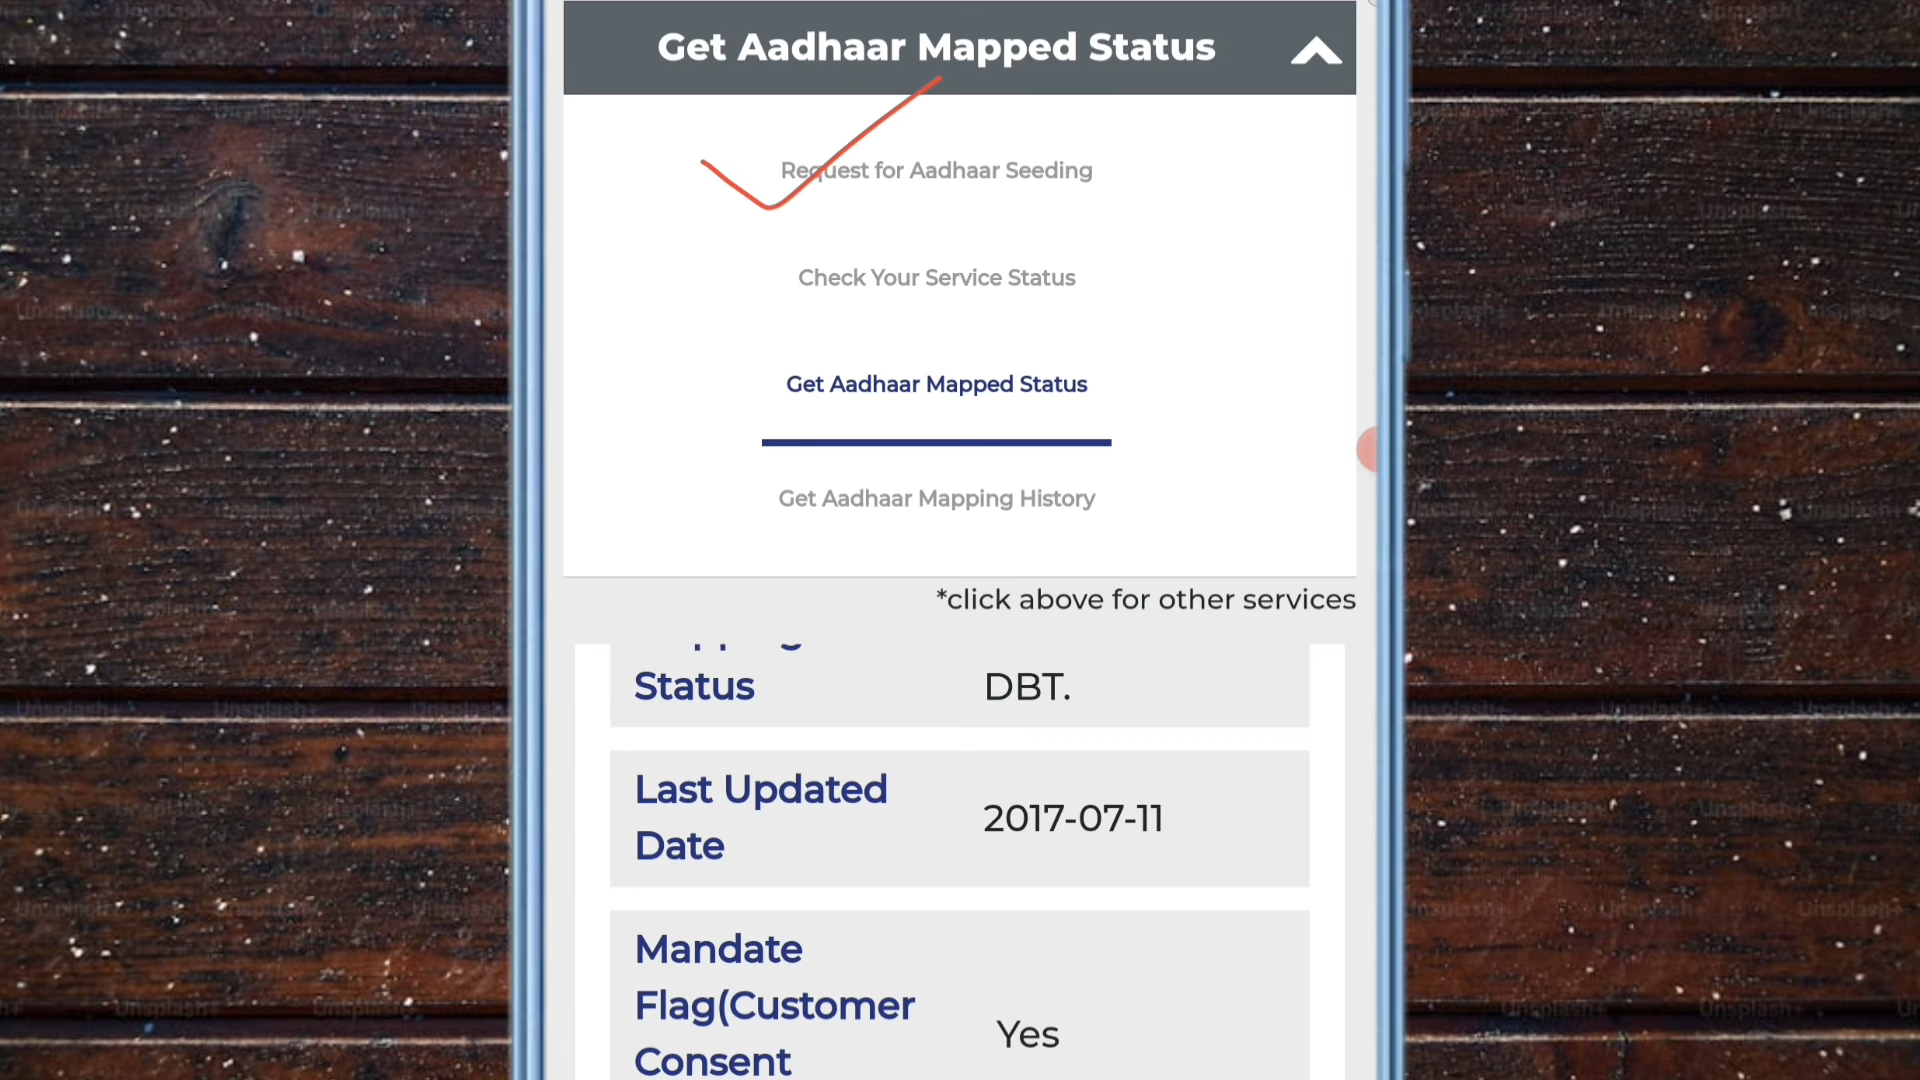 Get Aadhaar Mapped Status
Request for Aadhaar Seeding
Check Your Service Status
Get Aadhaar Mapped Status
Get Aadhaar Mapping History
*click above for other services
Status DBT.
Last Updated
Date
2017-07-11
Mandate
Flag(Customer
Consent
Yes